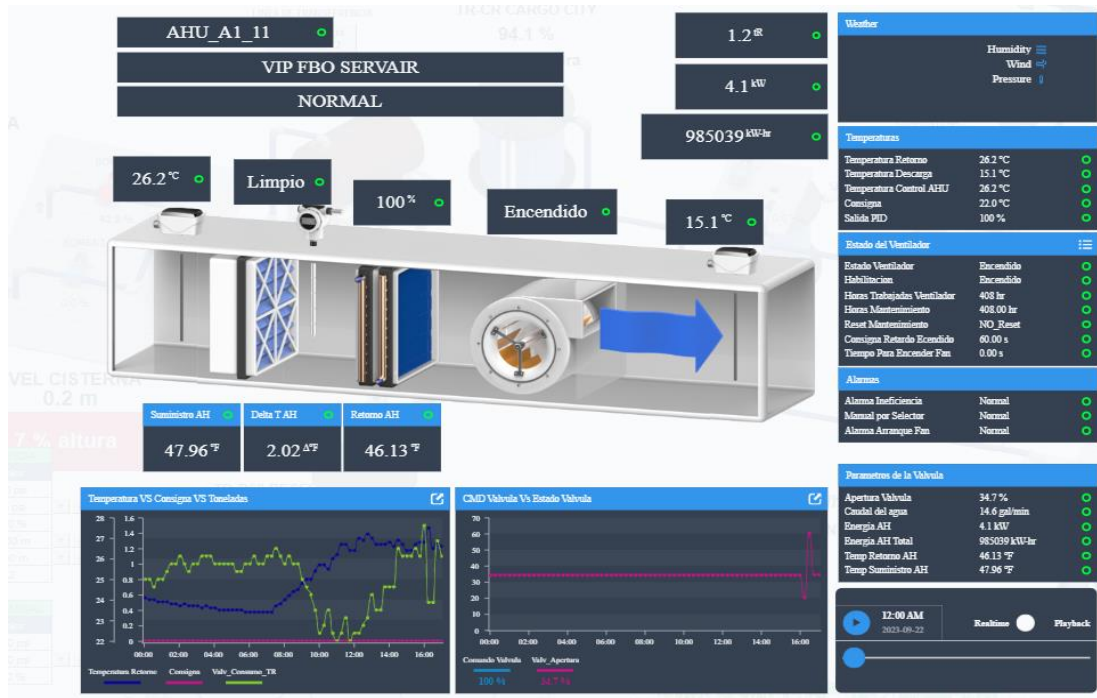 TR-CR CARGO CITY
94.1 %
AHU_A1_11
VIP FBO SERVAIR
NORMAL
1.2 tR
4.1 kW
985039 kW-hr
26.2 °C
Limpio
100 %
Encendido
15.1 °C
VEL CISTERNA
0.2 m
7 % altura
Suministro AH
47.96 °F
Delta T AH
2.02 Δ°F
Retorno AH
46.13 °F
Weather
Humidity
Wind
Pressure
Temperaturas
Temperatura Retorno 26.2 °C
Temperatura Descarga 15.1 °C
Temperatura Control AHU 26.2 °C
Consigna 22.0 °C
Salida PID 100 %
Estado del Ventilador
Estado Ventilador Encendido
Habilitacion Encendido
Horas Trabajadas Ventilador 408 hr
Horas Mantenimiento 408.00 hr
Reset Mantenimiento NO_Reset
Consigna Retardo Ecendido 60.00 s
Tiempo Para Encender Fan 0.00 s
Alarmas
Alarma Ineficiencia Normal
Manual por Selector Normal
Alarma Arranque Fan Normal
Parametros de la Valvula
Apertura Valvula 34.7 %
Caudal del agua 14.6 gal/min
Energia AH 4.1 kW
Energia AH Total 985039 kW-hr
Temp Retorno AH 46.13 °F
Temp Suministro AH 47.96 °F
Temperatura VS Consigna VS Toneladas
28 1.6
1.4
27
1.2
26 1
25 0.8
0.6
24
0.4
23
0.2
22 0
00:00 02:00 04:00 06:00 08:00 10:00 12:00 14:00 16:00
Temperatura Retorno Consigna Valv_Consumo_TR
CMD Valvula Vs Estado Valvula
70
60
50
40
30
20
10
0
00:00 02:00 04:00 06:00 08:00 10:00 12:00 14:00 16:00
Comando Valvula Valv_Apertura
100 % 34.7 %
12:00 AM
2023-09-22
Realtime Playback